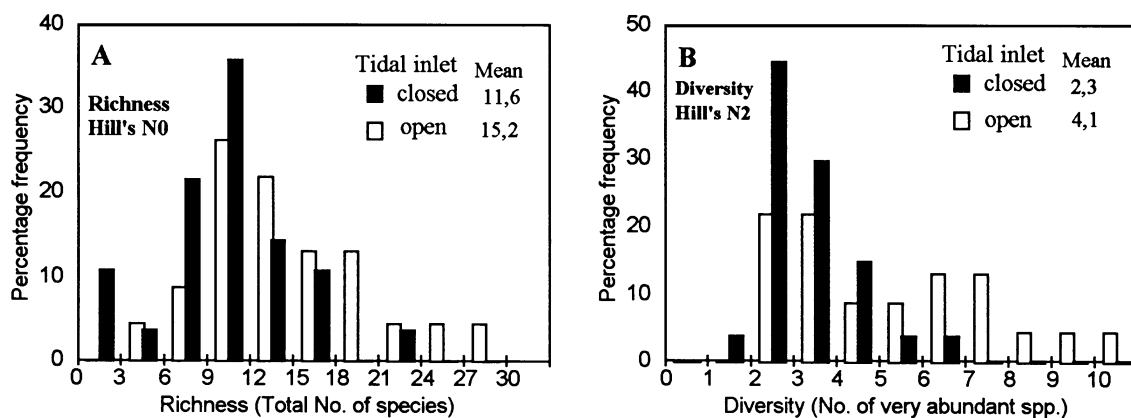 A
Richness
Hill's N0
Tidal inlet Mean
closed 11,6
open 15,2
Percentage frequency
40
30
20
10
0
0 3 6 9 12 15 18 21 24 27 30
Richness (Total No. of species)
B
Diversity
Hill's N2
Tidal inlet Mean
closed 2,3
open 4,1
Percentage frequency
50
40
30
20
10
0
0 1 2 3 4 5 6 7 8 9 10
Diversity (No. of very abundant spp.)